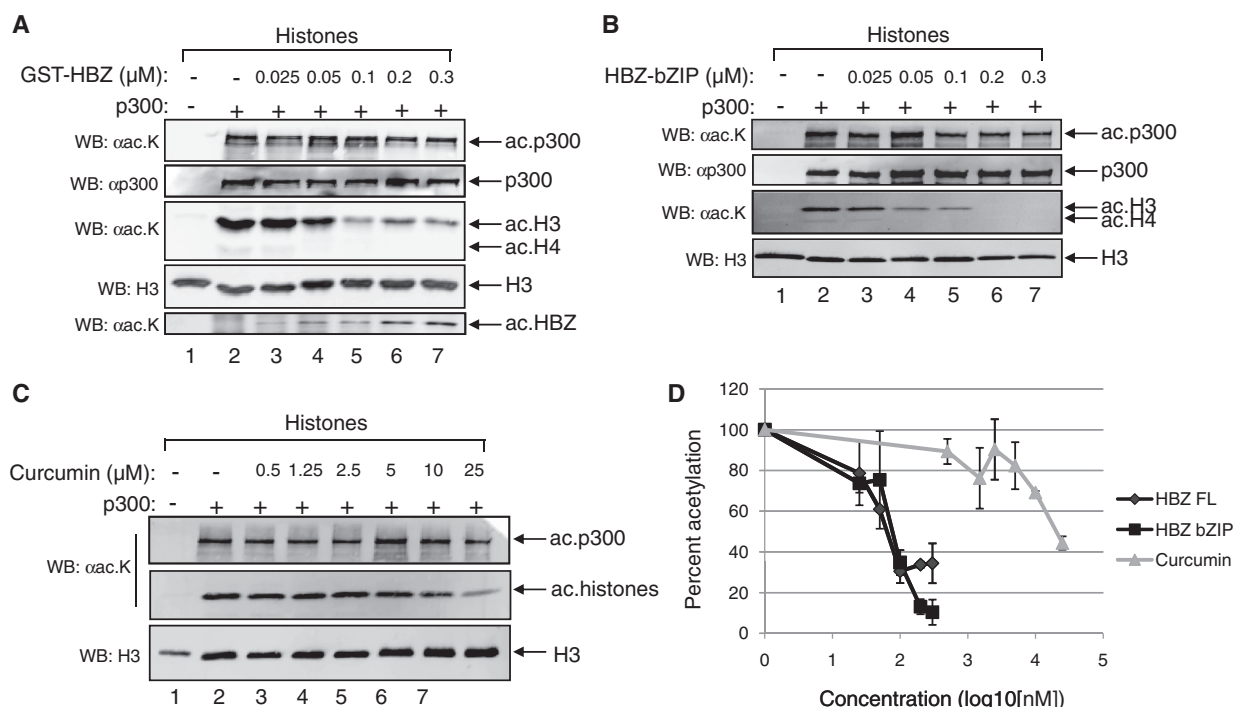 A
Histones
GST-HBZ (µM): - - 0.025 0.05 0.1 0.2 0.3
p300: - + + + + + +
WB: αac.K ac.p300
WB: αp300 p300
WB: αac.K ac.H3
ac.H4
WB: H3 H3
WB: αac.K ac.HBZ
1 2 3 4 5 6 7
B
Histones
HBZ-bZIP (µM): - - 0.025 0.05 0.1 0.2 0.3
p300: - + + + + + +
WB: αac.K ac.p300
WB: αp300 p300
WB: αac.K ac.H3
ac.H4
WB: H3 H3
1 2 3 4 5 6 7
C
Histones
Curcumin (µM): - - 0.5 1.25 2.5 5 10 25
p300: - + + + + + + +
ac.p300
WB: αac.K
ac.histones
WB: H3 H3
1 2 3 4 5 6 7
D
Percent acetylation
120
100
80
60
40
20
0
0 1 2 3 4 5
Concentration (log10[nM])
HBZ FL
HBZ bZIP
Curcumin